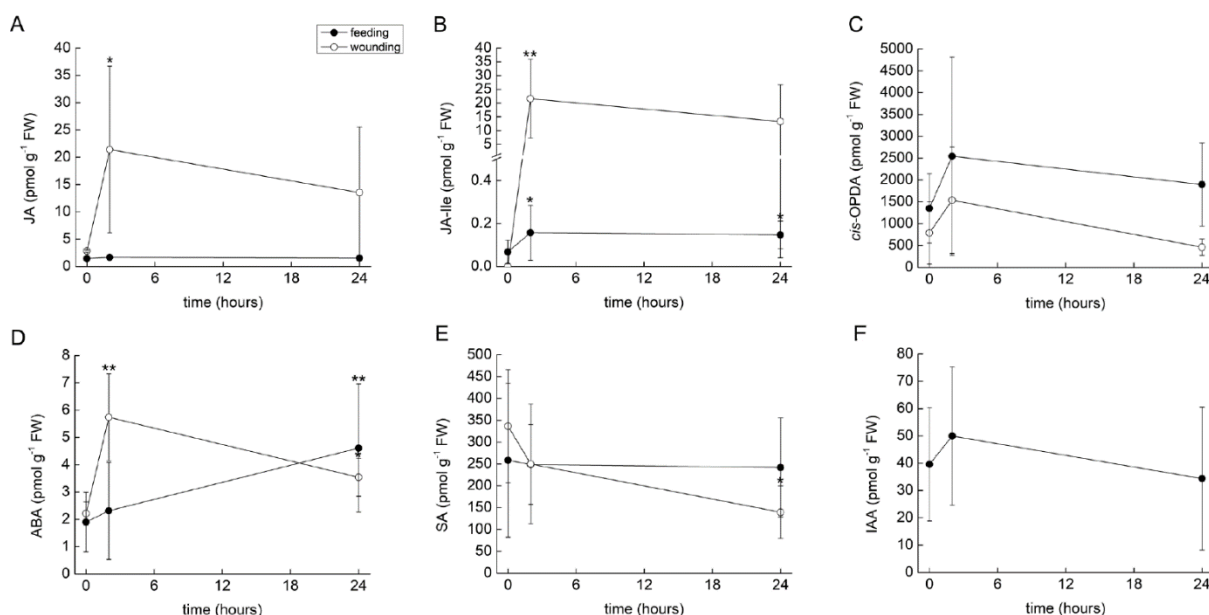 A
feeding
wounding
*
40
35
30
25
20
15
10
5
0
JA (pmol g⁻¹ FW)
0 6 12 18 24
time (hours)
B
**
*
*
40
35
30
25
20
15
10
5
0.4
0.2
0.0
JA-Ile (pmol g⁻¹ FW)
0 6 12 18 24
time (hours)
C
5000
4500
4000
3500
3000
2500
2000
1500
1000
500
0
cis-OPDA (pmol g⁻¹ FW)
0 6 12 18 24
time (hours)
D
**
**
*
8
7
6
5
4
3
2
1
0
ABA (pmol g⁻¹ FW)
0 6 12 18 24
time (hours)
E
*
500
450
400
350
300
250
200
150
100
50
0
SA (pmol g⁻¹ FW)
0 6 12 18 24
time (hours)
F
80
70
60
50
40
30
20
10
0
IAA (pmol g⁻¹ FW)
0 6 12 18 24
time (hours)